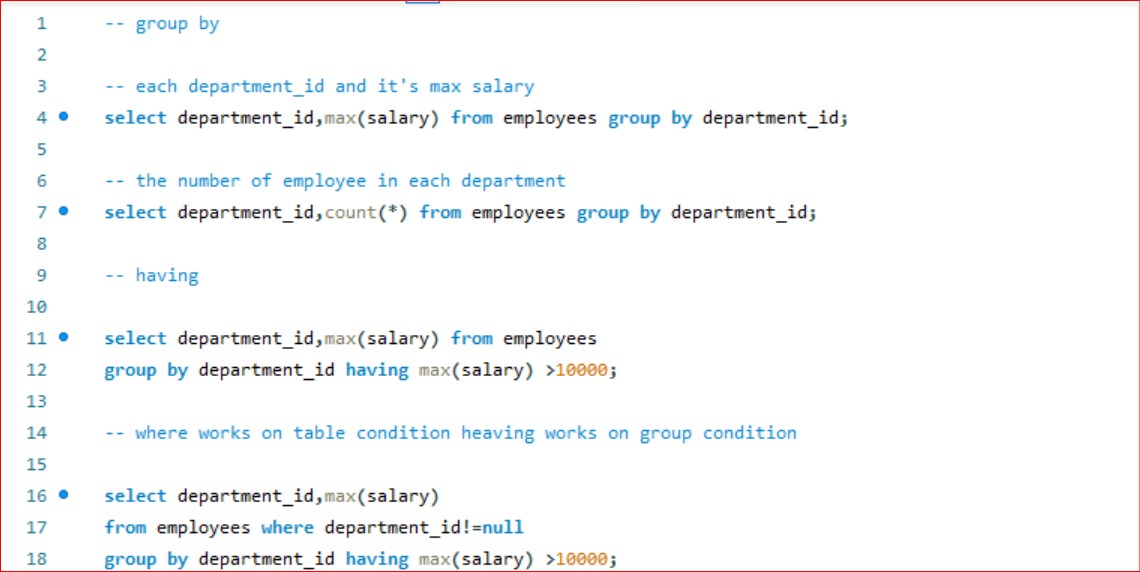 1 -- group by
2
3 -- each department_id and it's max salary
4 select department_id,max(salary) from employees group by department_id;
5
6 -- the number of employee in each department
7 select department_id,count(*) from employees group by department_id;
8
9 -- having
10
11 select department_id,max(salary) from employees
12 group by department_id having max(salary) >10000;
13
14 -- where works on table condition heaving works on group condition
15
16 select department_id,max(salary)
17 from employees where department_id!=null
18 group by department_id having max(salary) >10000;